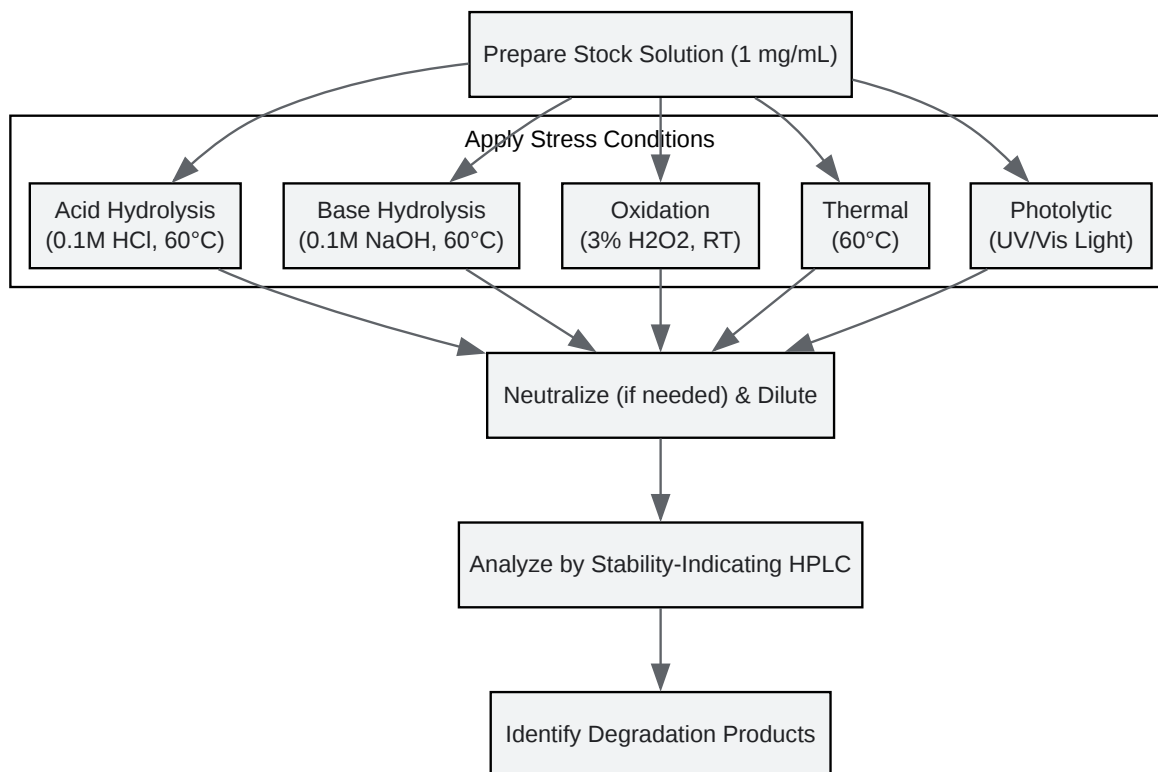 Prepare Stock Solution (1 mg/mL)
Apply Stress Conditions
Acid Hydrolysis
(0.1M HCl, 60°C)
Base Hydrolysis
(0.1M NaOH, 60°C)
Oxidation
(3% H2O2, RT)
Thermal
(60°C)
Photolytic
(UV/Vis Light)
Neutralize (if needed) & Dilute
Analyze by Stability-Indicating HPLC
Identify Degradation Products